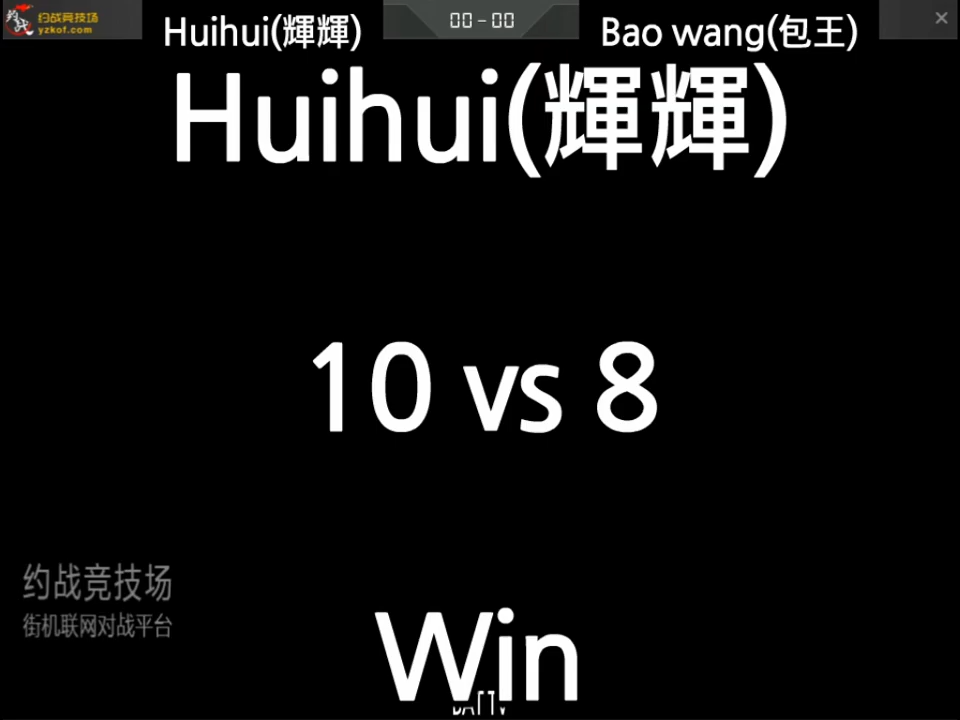 约战竞技场
yzkof.com
Huihui(輝輝)
00-00
Bao wang(包王)
Huihui(輝輝)
10 vs 8
约战竞技场
街机联网对战平台
Win